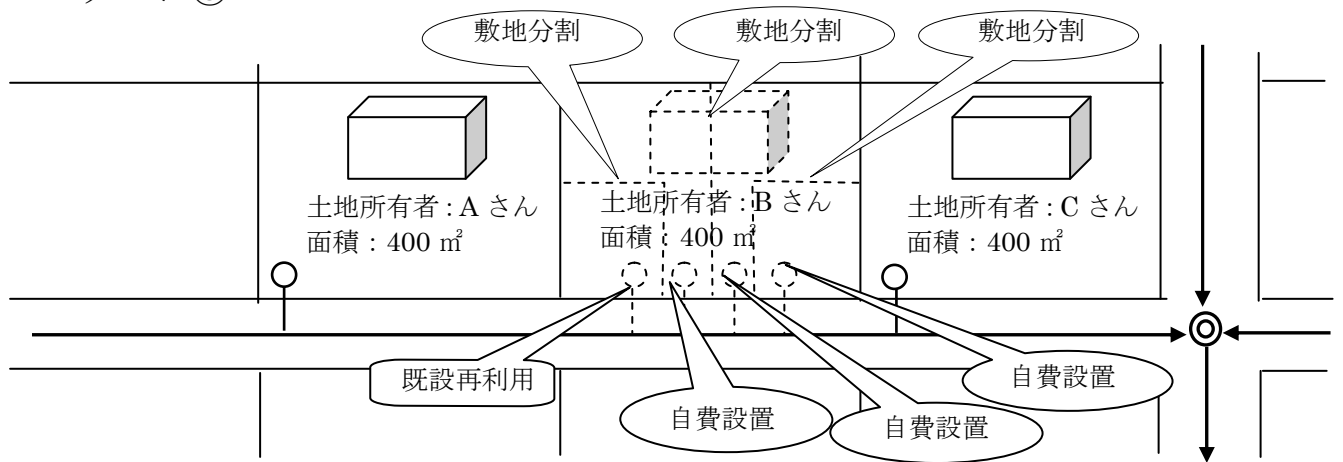 敷地分割
敷地分割
敷地分割
土地所有者：A さん
面積：400 ㎡
土地所有者：B さん
面積：400 ㎡
土地所有者：C さん
面積：400 ㎡
既設再利用
自費設置
自費設置
自費設置